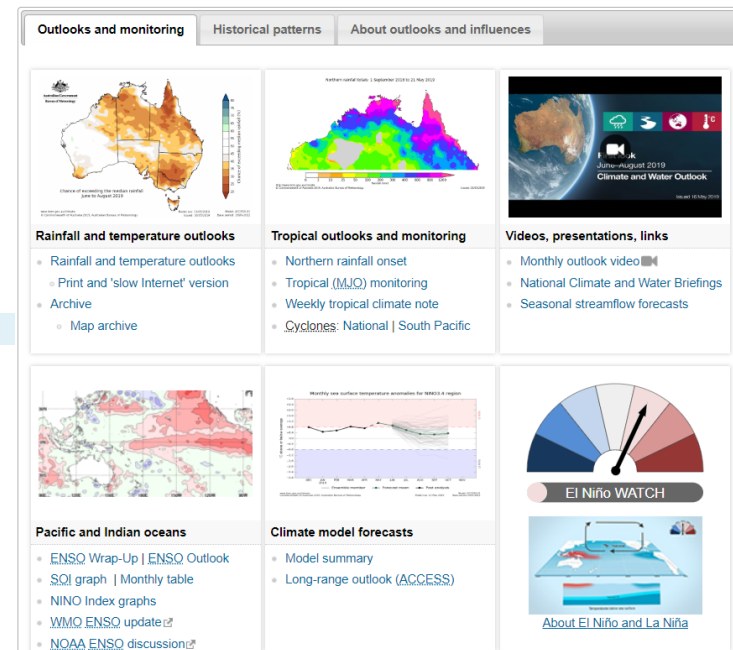 Outlooks and monitoring
Historical patterns
About outlooks and influences
Australian Government
Bureau of Meteorology
Chance of exceeding the median rainfall
June to August 2019
Northern rainfall totals: 1 September 2018 to 21 May 2019
°C
June-August 2019
Climate and Water Outlook
Issued 16 May 2019
Rainfall and temperature outlooks
Rainfall and temperature outlooks
Print and 'slow Internet' version
Archive
Map archive
Tropical outlooks and monitoring
Northern rainfall onset
Tropical (MJO) monitoring
Weekly tropical climate note
Cyclones: National | South Pacific
Videos, presentations, links
Monthly outlook video
National Climate and Water Briefings
Seasonal streamflow forecasts
Monthly sea surface temperature anomalies for NINO3.4 region
El Niño WATCH
Pacific and Indian oceans
ENSO Wrap-Up | ENSO Outlook
SOI graph | Monthly table
NINO Index graphs
WMO ENSO update
NOAA ENSO discussion
Climate model forecasts
Model summary
Long-range outlook (ACCESS)
About El Niño and La Niña